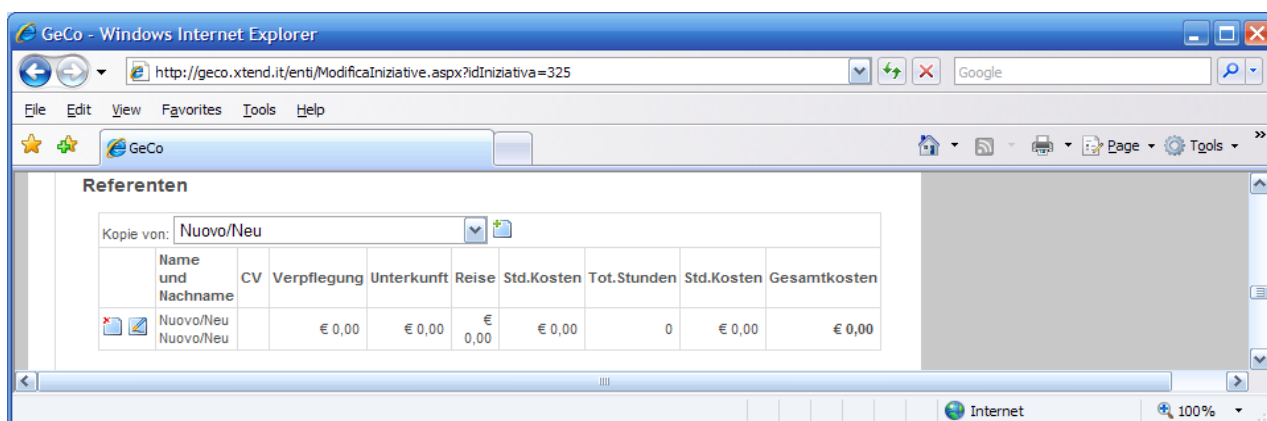 GeCo - Windows Internet Explorer
http://geco.xtend.it/enti/ModificaIniziative.aspx?idIniziativa=325
Google
File Edit View Favorites Tools Help
GeCo
Page Tools »
Referenten
Kopie von: Nuovo/Neu
Name und Nachname CV Verpflegung Unterkunft Reise Std.Kosten Tot.Stunden Std.Kosten Gesamtkosten
Nuovo/Neu Nuovo/Neu € 0,00 € 0,00 € 0,00 € 0,00 0 € 0,00 € 0,00
Internet 100%